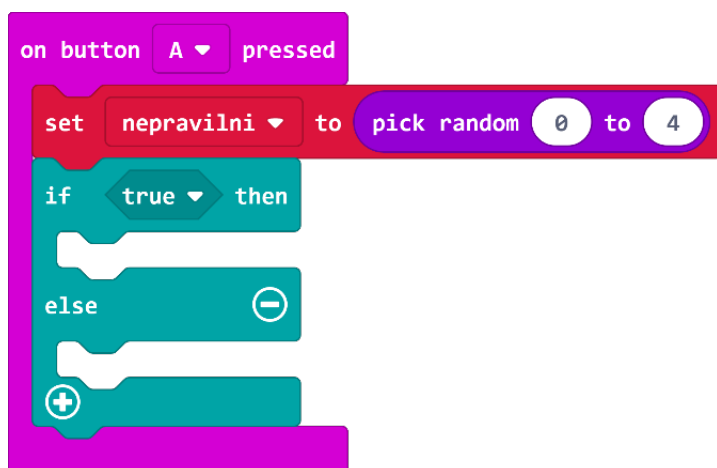 on button A pressed
set nepravilni to pick random 0 to 4
if true then
else